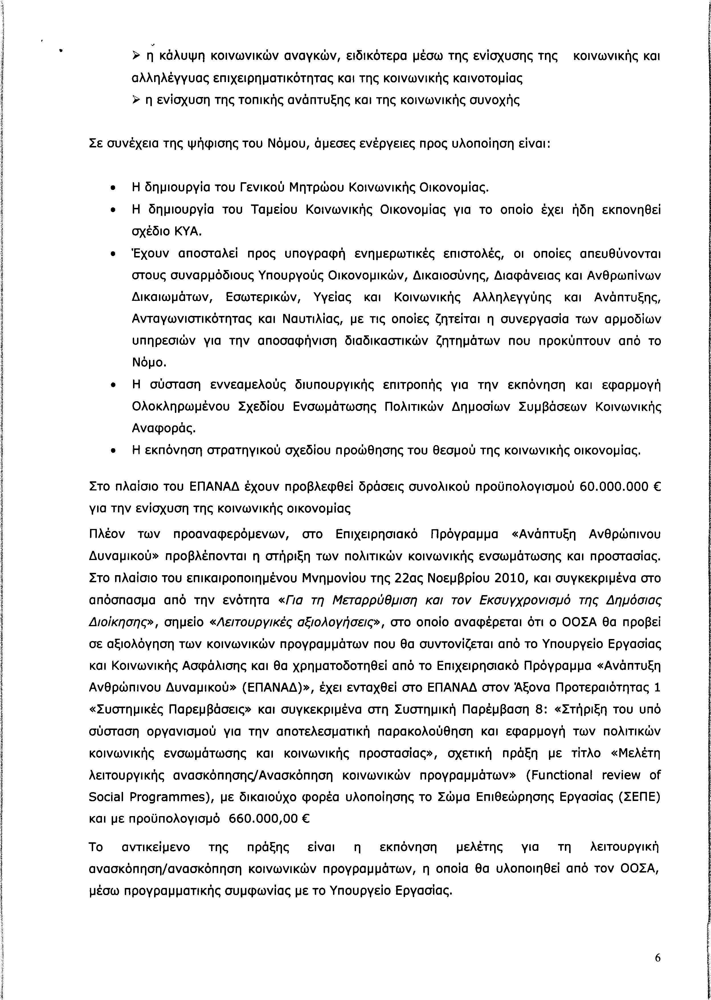 > η κάλυψη κοινωνικών αναγκών, ειδικότερα μέσω της ενίσχυσης της κοινωνικής και
αλληλέγγυας επιχειρηματικότητας και της κοινωνικής καινοτομίας
> η ενίσχυση της τοπικής ανάπτυξης και της κοινωνικής συνοχής
Σε συνέχεια της ψήφισης του Νόμου, άμεσες ενέργειες προς υλοποίηση είναι:
• Η δημιουργία του Γενικού Μητρώου Κοινωνικής Οικονομίας.
• Η δημιουργία του Ταμείου Κοινωνικής Οικονομίας για το οποίο έχει ήδη εκπονηθεί
σχέδιο ΚΥΑ.
• Έχουν αποσταλεί προς υπογραφή ενημερωτικές επιστολές, οι οποίες απευθύνονται
στους συναρμόδιους Υπουργούς Οικονομικών, Δικαιοσύνης, Διαφάνειας και Ανθρωπίνων
Δικαιωμάτων, Εσωτερικών, Υγείας και Κοινωνικής Αλληλεγγύης και Ανάπτυξης,
Ανταγωνιστικότητας και Ναυτιλίας, με τις οποίες ζητείται η συνεργασία των αρμοδίων
υπηρεσιών για την αποσαφήνιση διαδικαστικών ζητημάτων που προκύπτουν από το
Νόμο.
• Η σύσταση εννεαμελούς διυπουργικής επιτροπής για την εκπόνηση και εφαρμογή
Ολοκληρωμένου Σχεδίου Ενσωμάτωσης Πολιτικών Δημοσίων Συμβάσεων Κοινωνικής
Αναφοράς.
• Η εκπόνηση στρατηγικού σχεδίου προώθησης του θεσμού της κοινωνικής οικονομίας.
Στο πλαίσιο του ΕΠΑΝΑΔ έχουν προβλεφθεί δράσεις συνολικού προϋπολογισμού 60.000.000 €
για την ενίσχυση της κοινωνικής οικονομίας
Πλέον των προαναφερόμενων, στο Επιχειρησιακό Πρόγραμμα «Ανάπτυξη Ανθρώπινου
Δυναμικού» προβλέπονται η στήριξη των πολιτικών κοινωνικής ενσωμάτωσης και προστασίας.
Στο πλαίσιο του επικαιροποιημένου Μνημονίου της 22ας Νοεμβρίου 2010, και συγκεκριμένα στο
απόσπασμα από την ενότητα «Για τη Μεταρρύθμιση και τον Εκσυγχρονισμό της Δημόσιας
Διοίκησης», σημείο «Λειτουργικές αξιολογήσεις», στο οποίο αναφέρεται ότι ο ΟΟΣΑ θα προβεί
σε αξιολόγηση των κοινωνικών προγραμμάτων που θα συντονίζεται από το Υπουργείο Εργασίας
και Κοινωνικής Ασφάλισης και θα χρηματοδοτηθεί από το Επιχειρησιακό Πρόγραμμα «Ανάπτυξη
Ανθρώπινου Δυναμικού» (ΕΠΑΝΑΔ)», έχει ενταχθεί στο ΕΠΑΝΑΔ στον Άξονα Προτεραιότητας 1
«Συστημικές Παρεμβάσεις» και συγκεκριμένα στη Συστημική Παρέμβαση 8: «Στήριξη του υπό
σύσταση οργανισμού για την αποτελεσματική παρακολούθηση και εφαρμογή των πολιτικών
κοινωνικής ενσωμάτωσης και κοινωνικής προστασίας», σχετική πράξη με τίτλο «Μελέτη
λειτουργικής ανασκόπησης/Ανασκόπηση κοινωνικών προγραμμάτων» (Functional review of
Social Programmes), με δικαιούχο φορέα υλοποίησης το Σώμα Επιθεώρησης Εργασίας (ΣΕΠΕ)
και με προϋπολογισμό 660.000,00 €
Το αντικείμενο της πράξης είναι η εκπόνηση μελέτης για τη λειτουργική
ανασκόπηση/ανασκόπηση κοινωνικών προγραμμάτων, η οποία θα υλοποιηθεί από τον ΟΟΣΑ,
μέσω προγραμματικής συμφωνίας με το Υπουργείο Εργασίας.
6